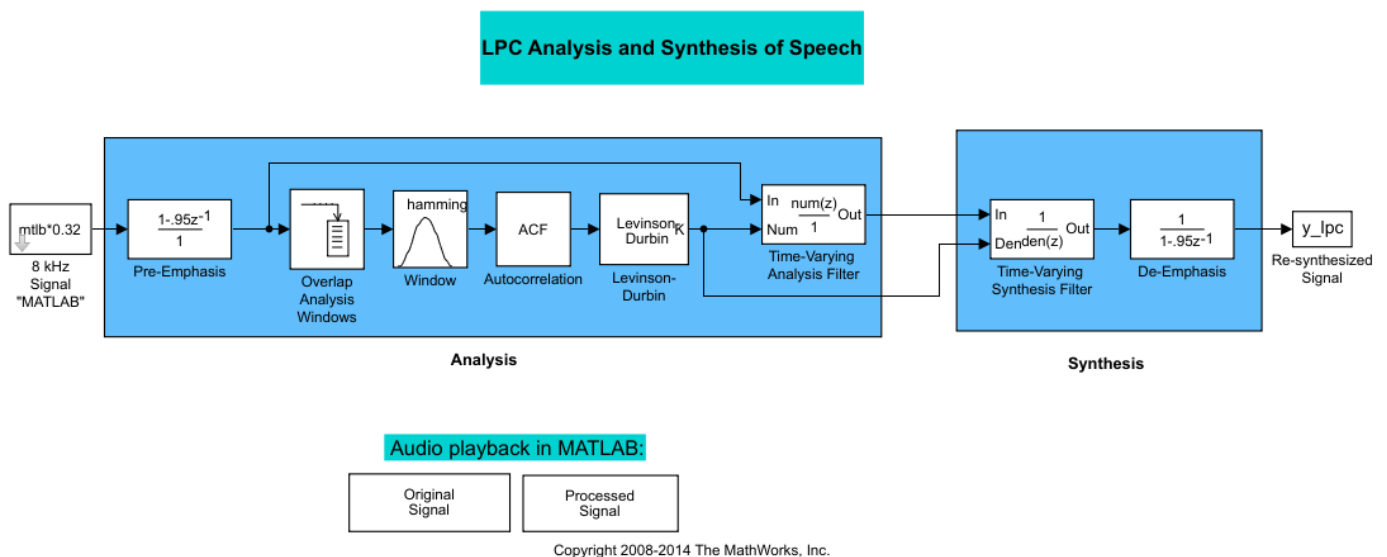 LPC Analysis and Synthesis of Speech
mtlb*0.32
8 kHz
Signal
"MATLAB"
1-.95z-1
1
Pre-Emphasis
Overlap
Analysis
Windows
hamming
Window
ACF
Autocorrelation
Levinson-
Durbin
K
Levinson-
Durbin
In
Num
num(z)
1
Out
Time-Varying
Analysis Filter
Analysis
In
Den
1
den(z)
Out
Time-Varying
Synthesis Filter
1
1-.95z-1
De-Emphasis
Synthesis
y_lpc
Re-synthesized
Signal
Audio playback in MATLAB:
Original
Signal
Processed
Signal
Copyright 2008-2014 The MathWorks, Inc.